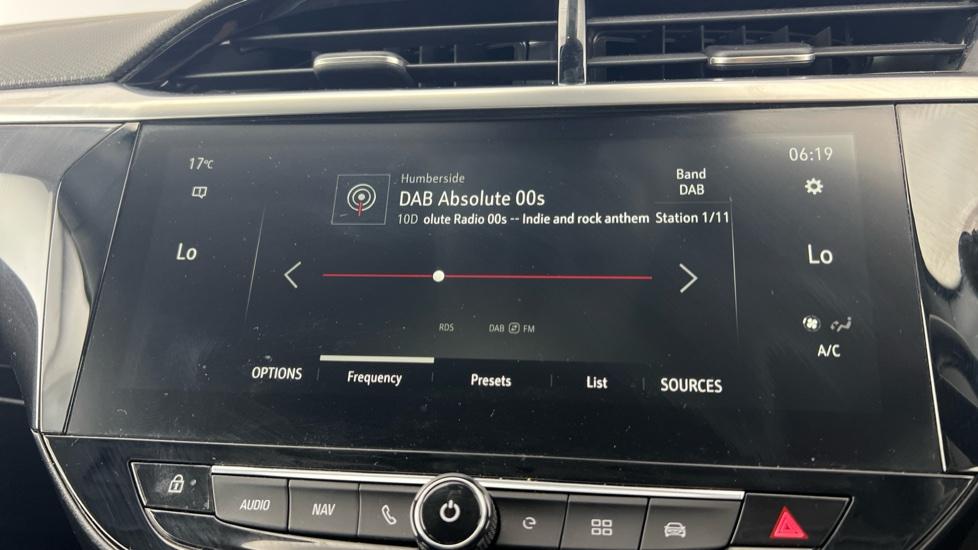 17°C
06:19
Humberside
DAB Absolute 00s
10D olute Radio 00s -- Indie and rock anthem Station 1/11
Band
DAB
Lo
Lo
RDS DAB FM
A/C
OPTIONS Frequency Presets List SOURCES
AUDIO NAV